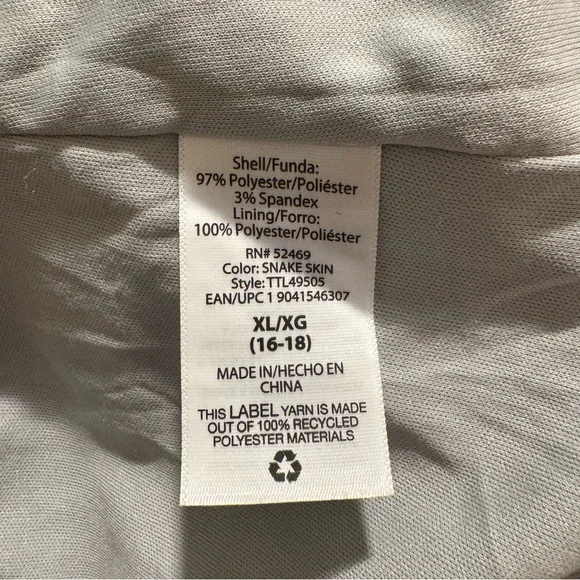 Shell/Funda:
97% Polyester/Poliéster
3% Spandex
Lining/Forro:
100% Polyester/Poliéster
RN# 52469
Color: SNAKE SKIN
Style: TTL49505
EAN/UPC 1 9041546307
XL/XG
(16-18)
MADE IN/HECHO EN
CHINA
THIS LABEL YARN IS MADE
OUT OF 100% RECYCLED
POLYESTER MATERIALS